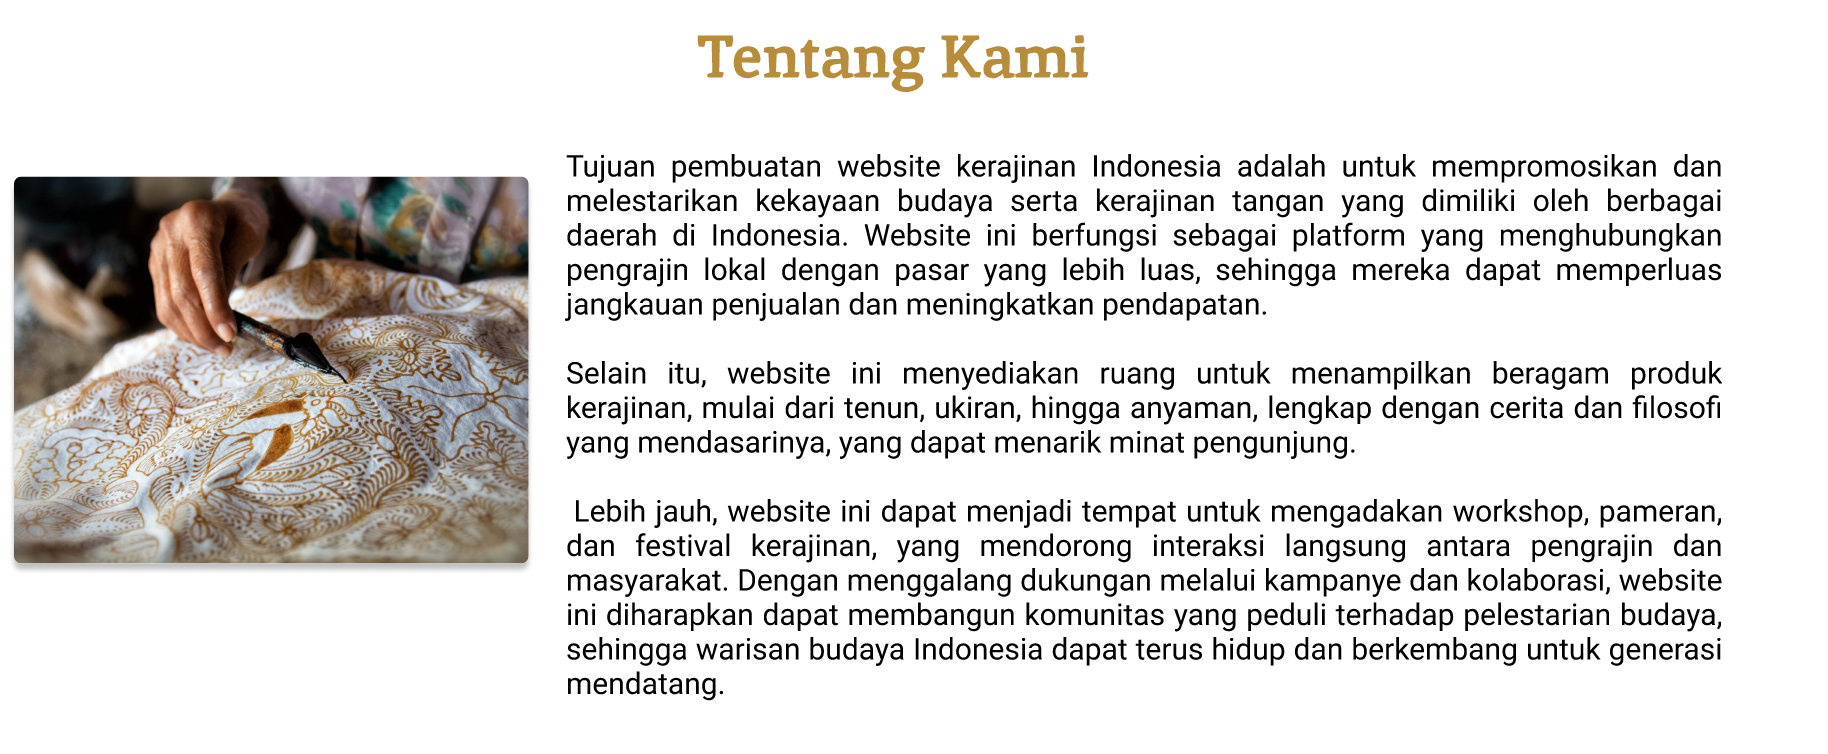 Tentang Kami
Tujuan pembuatan website kerajinan Indonesia adalah untuk mempromosikan dan
melestarikan kekayaan budaya serta kerajinan tangan yang dimiliki oleh berbagai
daerah di Indonesia. Website ini berfungsi sebagai platform yang menghubungkan
pengrajin lokal dengan pasar yang lebih luas, sehingga mereka dapat memperluas
jangkauan penjualan dan meningkatkan pendapatan.
Selain itu, website ini menyediakan ruang untuk menampilkan beragam produk
kerajinan, mulai dari tenun, ukiran, hingga anyaman, lengkap dengan cerita dan filosofi
yang mendasarinya, yang dapat menarik minat pengunjung.
Lebih jauh, website ini dapat menjadi tempat untuk mengadakan workshop, pameran,
dan festival kerajinan, yang mendorong interaksi langsung antara pengrajin dan
masyarakat. Dengan menggalang dukungan melalui kampanye dan kolaborasi, website
ini diharapkan dapat membangun komunitas yang peduli terhadap pelestarian budaya,
sehingga warisan budaya Indonesia dapat terus hidup dan berkembang untuk generasi
mendatang.